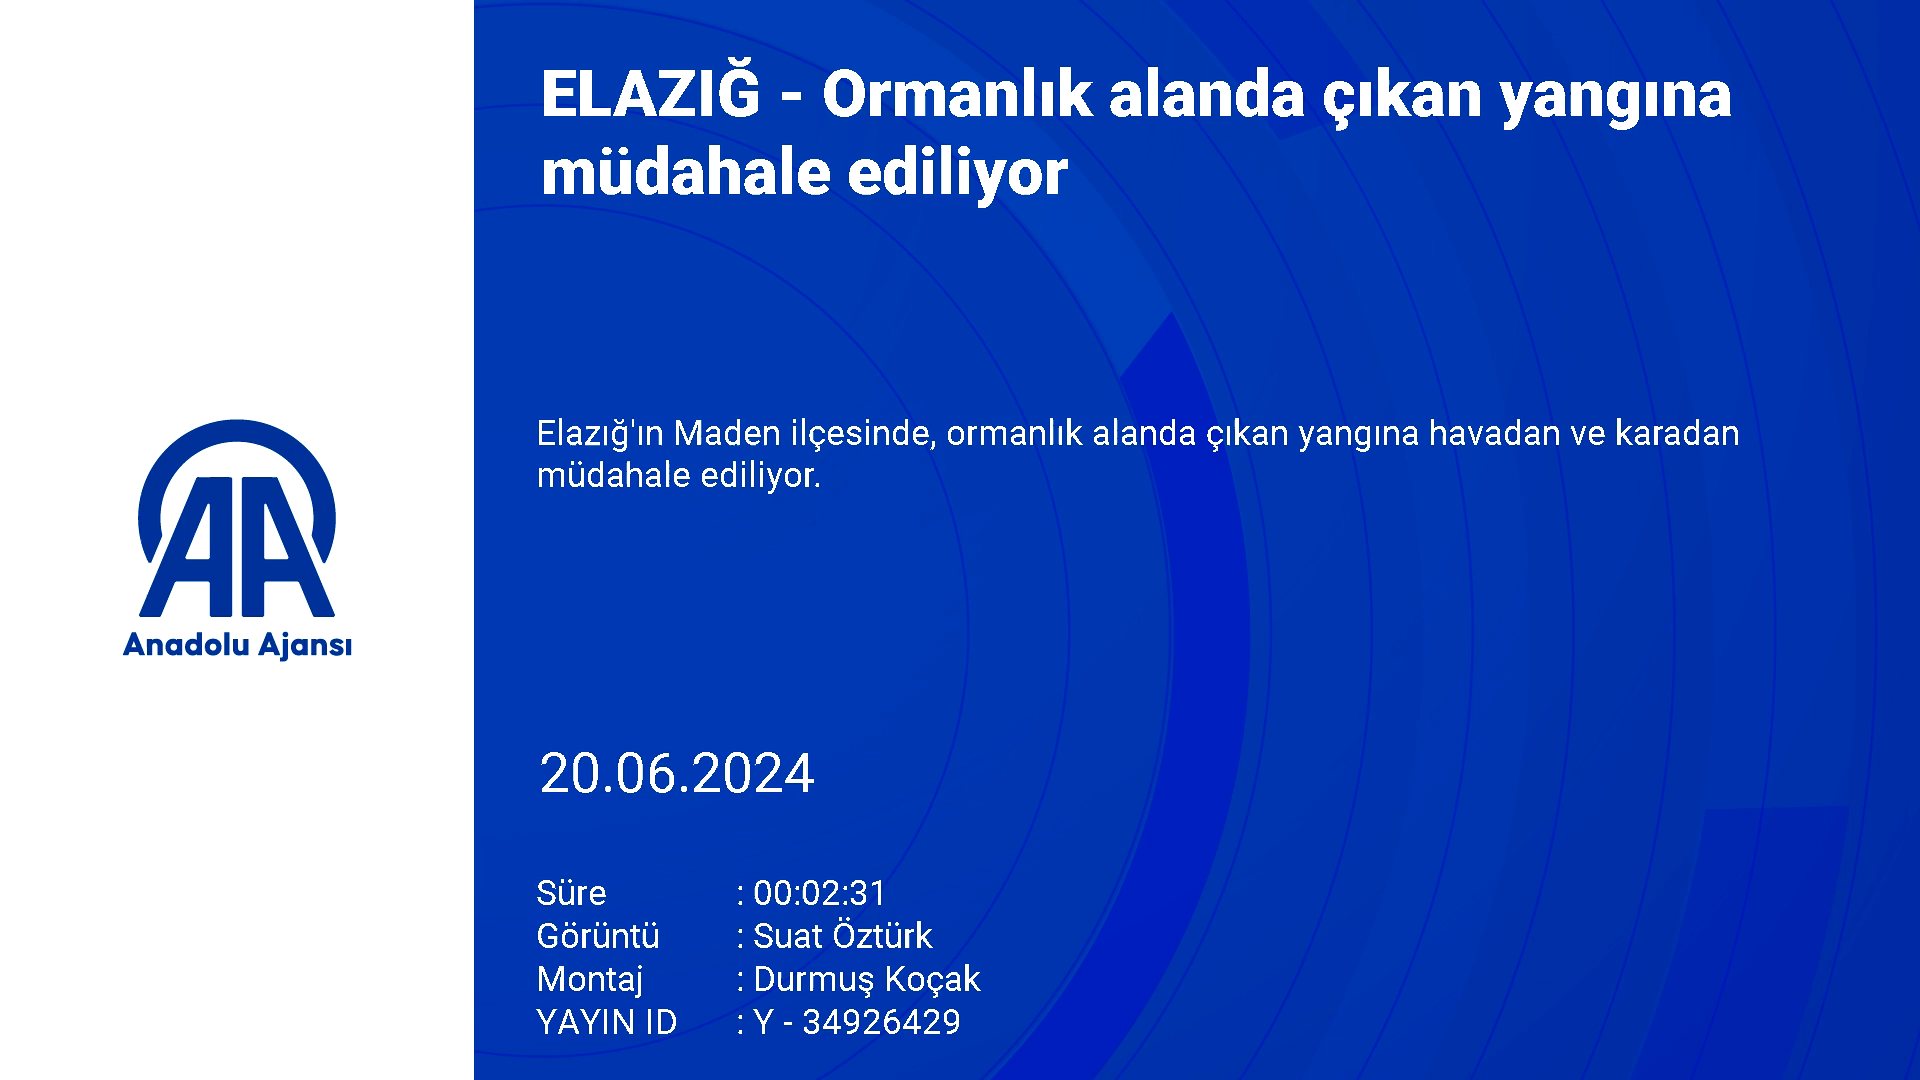 ELAZIĞ - Ormanlık alanda çıkan yangına
müdahale ediliyor
Elazığ'ın Maden ilçesinde, ormanlık alanda çıkan yangına havadan ve karadan
müdahale ediliyor.
AA
Anadolu Ajansı
20.06.2024
Süre : 00:02:31
Görüntü : Suat Öztürk
Montaj : Durmuş Koçak
YAYIN ID : Y - 34926429